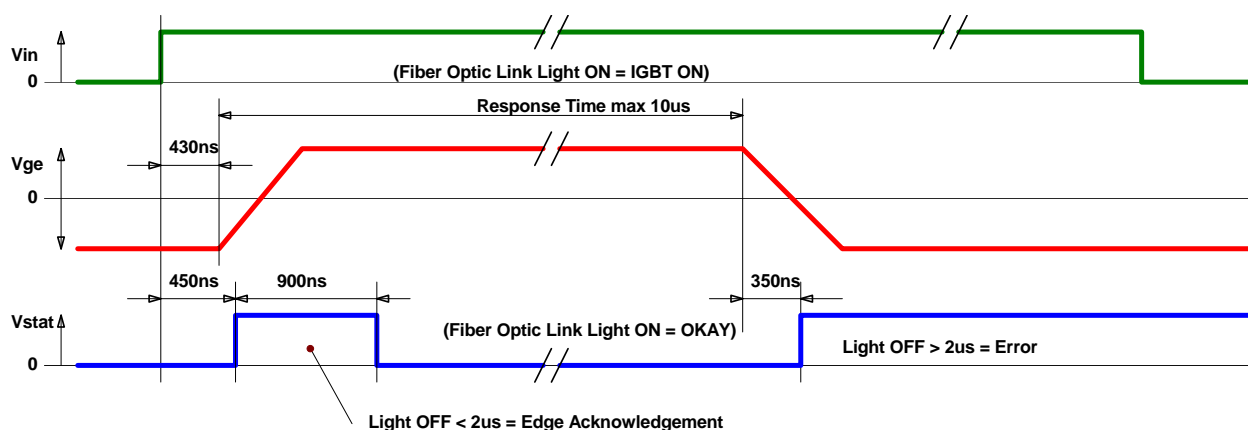 Vin
0
(Fiber Optic Link Light ON = IGBT ON)
Response Time max 10us
430ns
Vge
0
450ns
900ns
350ns
Vstat
(Fiber Optic Link Light ON = OKAY)
0
Light OFF > 2us = Error
Light OFF < 2us = Edge Acknowledgement